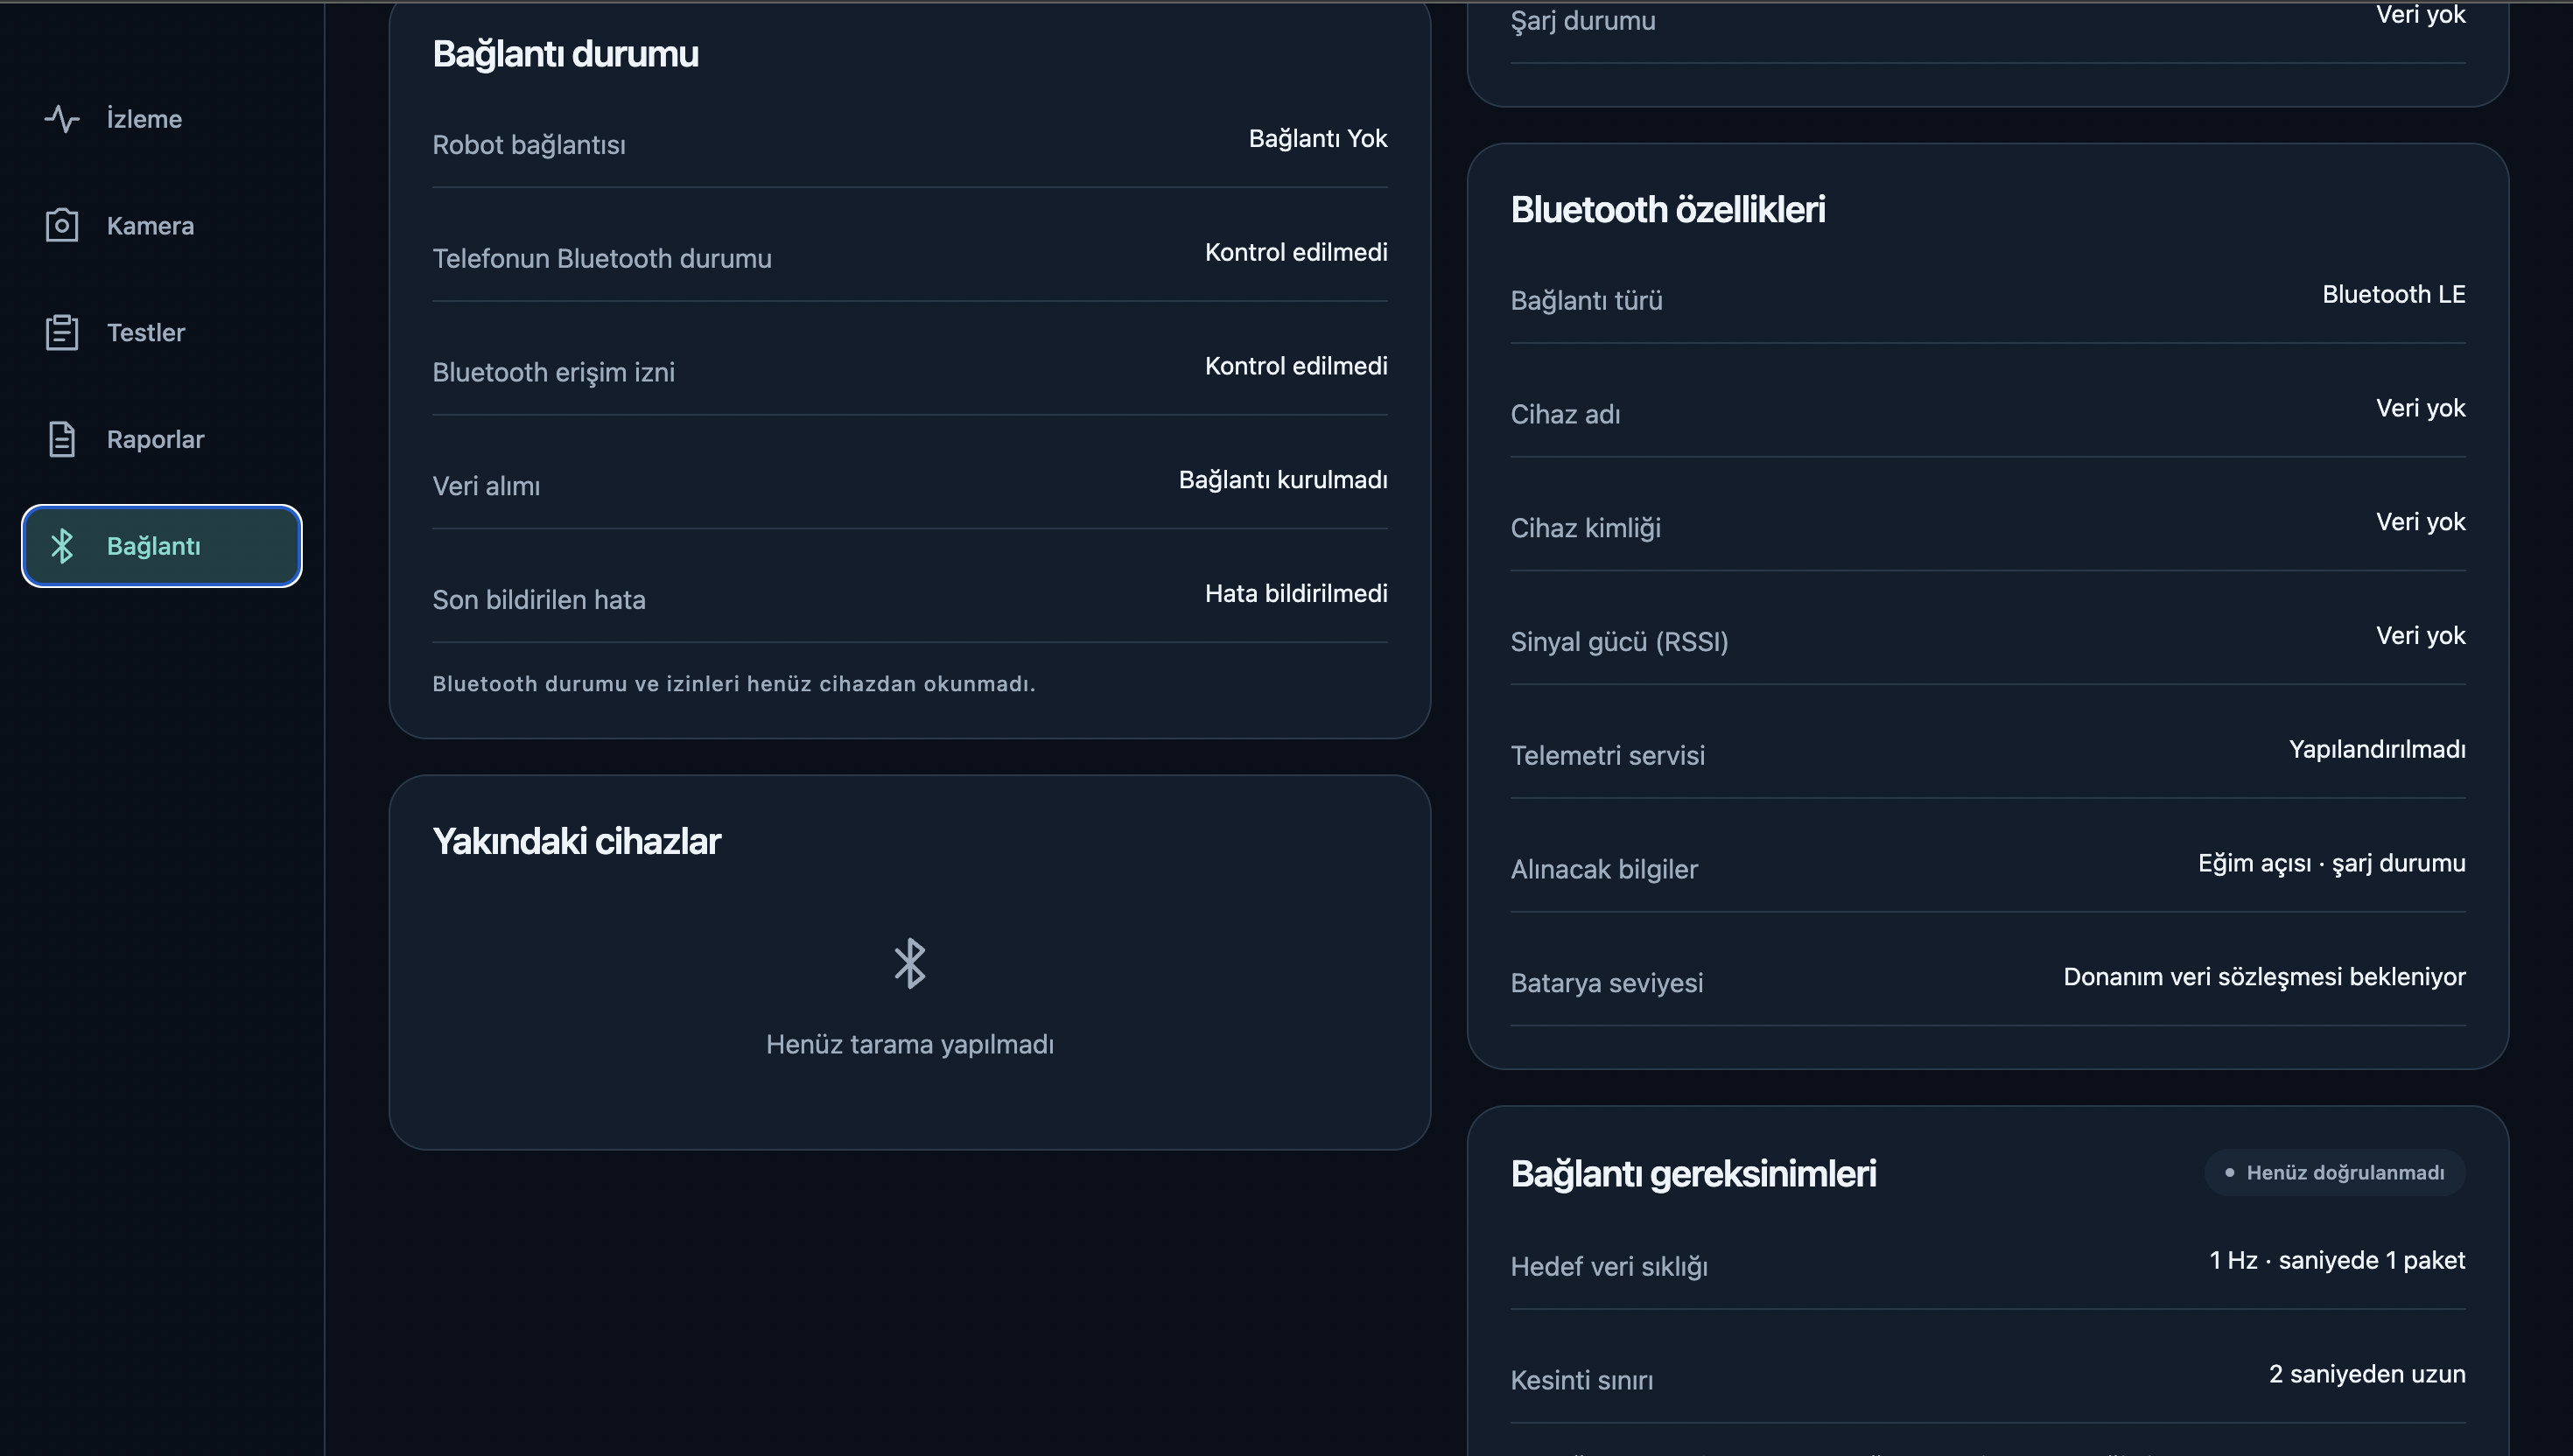 İzleme
Kamera
Testler
Raporlar
Bağlantı
Bağlantı durumu
Robot bağlantısı
Bağlantı Yok
Telefonun Bluetooth durumu
Kontrol edilmedi
Bluetooth erişim izni
Kontrol edilmedi
Veri alımı
Bağlantı kurulmadı
Son bildirilen hata
Hata bildirilmedi
Bluetooth durumu ve izinleri henüz cihazdan okunmadı.
Yakındaki cihazlar
Henüz tarama yapılmadı
Şarj durumu
Veri yok
Bluetooth özellikleri
Bağlantı türü
Bluetooth LE
Cihaz adı
Veri yok
Cihaz kimliği
Veri yok
Sinyal gücü (RSSI)
Veri yok
Telemetri servisi
Yapılandırılmadı
Alınacak bilgiler
Eğim açısı · şarj durumu
Batarya seviyesi
Donanım veri sözleşmesi bekleniyor
Bağlantı gereksinimleri
• Henüz doğrulanmadı
Hedef veri sıklığı
1 Hz · saniyede 1 paket
Kesinti sınırı
2 saniyeden uzun